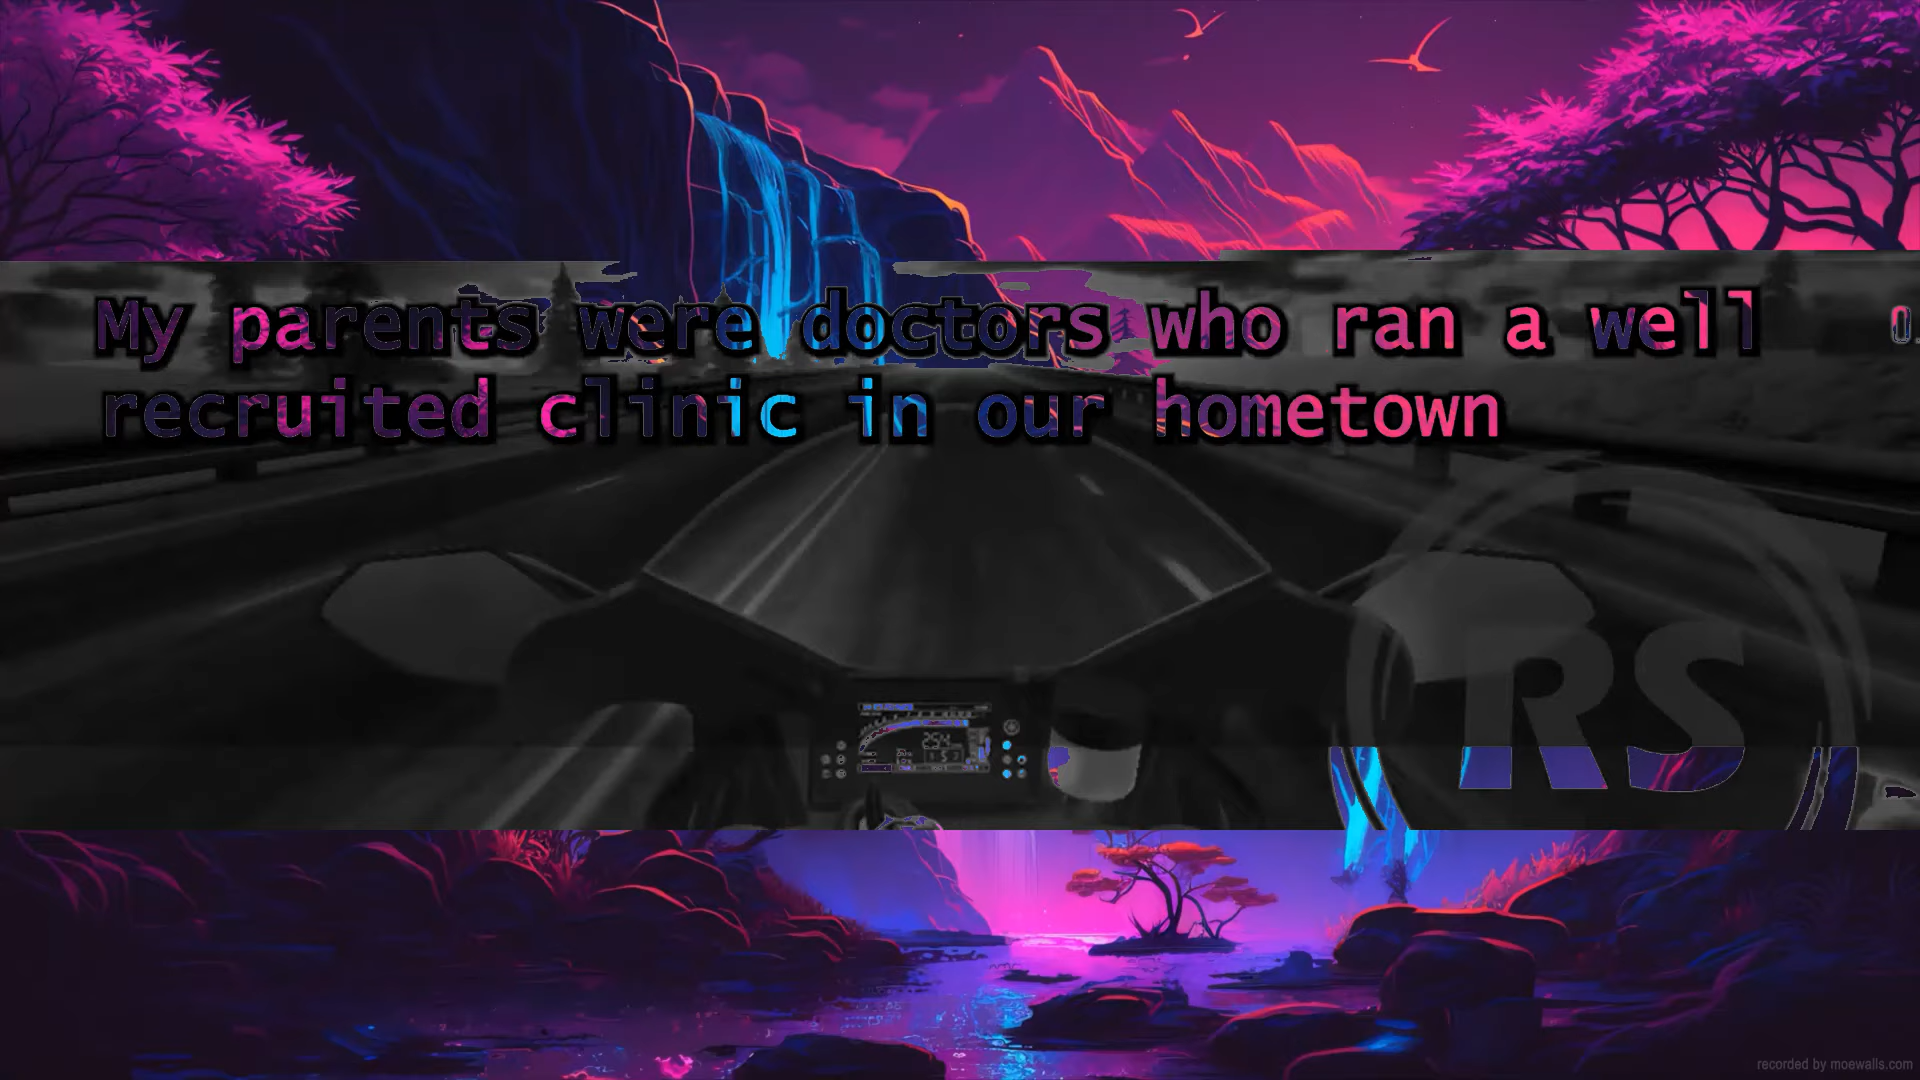 My parents were doctors who ran a well
recruited clinic in our hometown
RS
recorded by moewalls.com